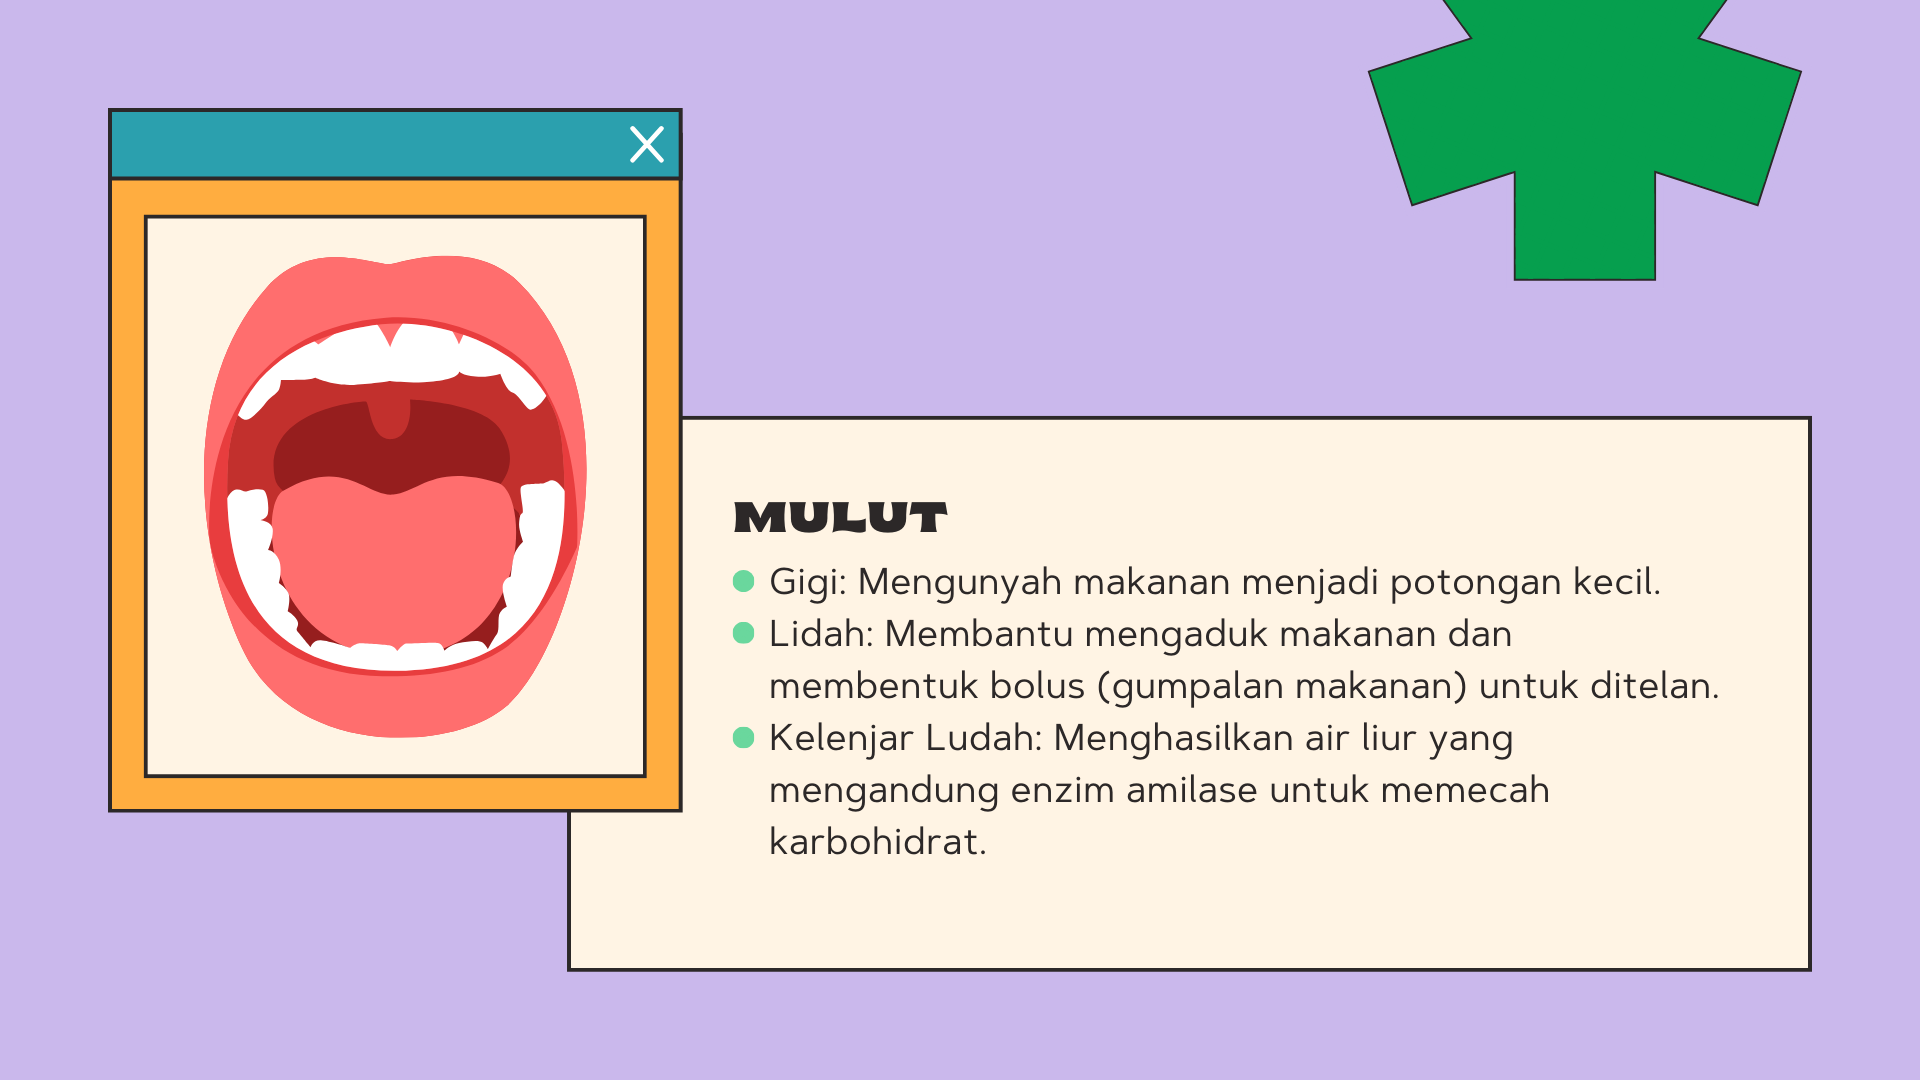 MULUT
Gigi: Mengunyah makanan menjadi potongan kecil.
Lidah: Membantu mengaduk makanan dan
membentuk bolus (gumpalan makanan) untuk ditelan.
Kelenjar Ludah: Menghasilkan air liur yang
mengandung enzim amilase untuk memecah
karbohidrat.